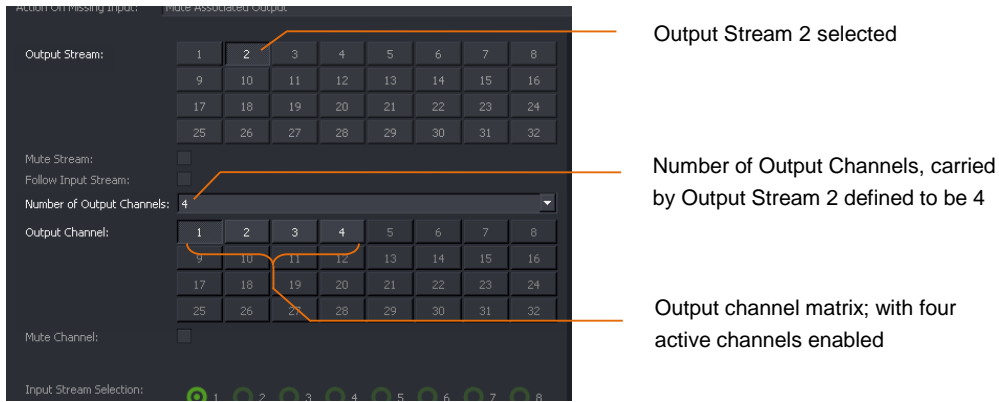 Action On Missing Input: Mute Associated Output
Output Stream 2 selected
Output Stream: 1 2 3 4 5 6 7 8
9 10 11 12 13 14 15 16
17 18 19 20 21 22 23 24
25 26 27 28 29 30 31 32
Mute Stream:
Follow Input Stream:
Number of Output Channels, carried
by Output Stream 2 defined to be 4
Number of Output Channels: 4
Output Channel: 1 2 3 4 5 6 7 8
9 10 11 12 13 14 15 16
17 18 19 20 21 22 23 24
25 26 27 28 29 30 31 32
Output channel matrix; with four
active channels enabled
Mute Channel:
Input Stream Selection:
1 2 3 4 5 6 7 8